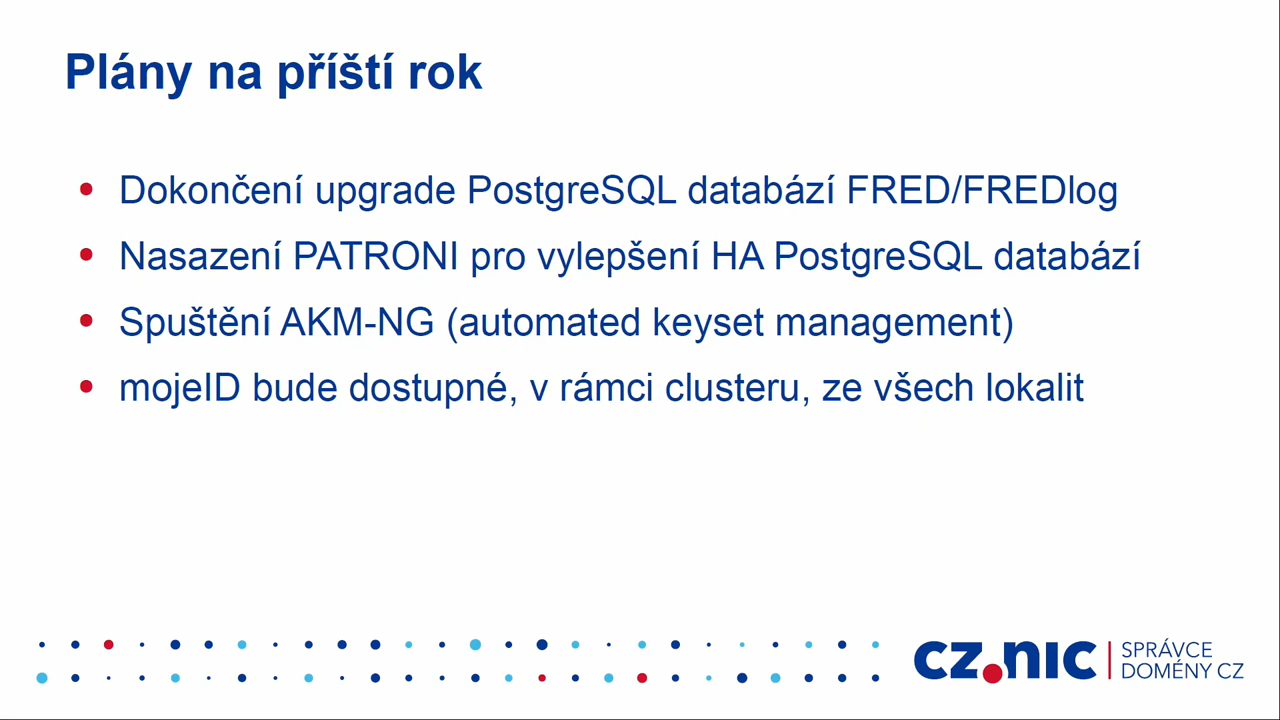 Plány na příští rok
Dokončení upgrade PostgreSQL databází FRED/FREDlog
Nasazení PATRONI pro vylepšení HA PostgreSQL databází
Spuštění AKM-NG (automated keyset management)
mojeID bude dostupné, v rámci clusteru, ze všech lokalit
CZ.NIC
SPRÁVCE
DOMÉNY CZ